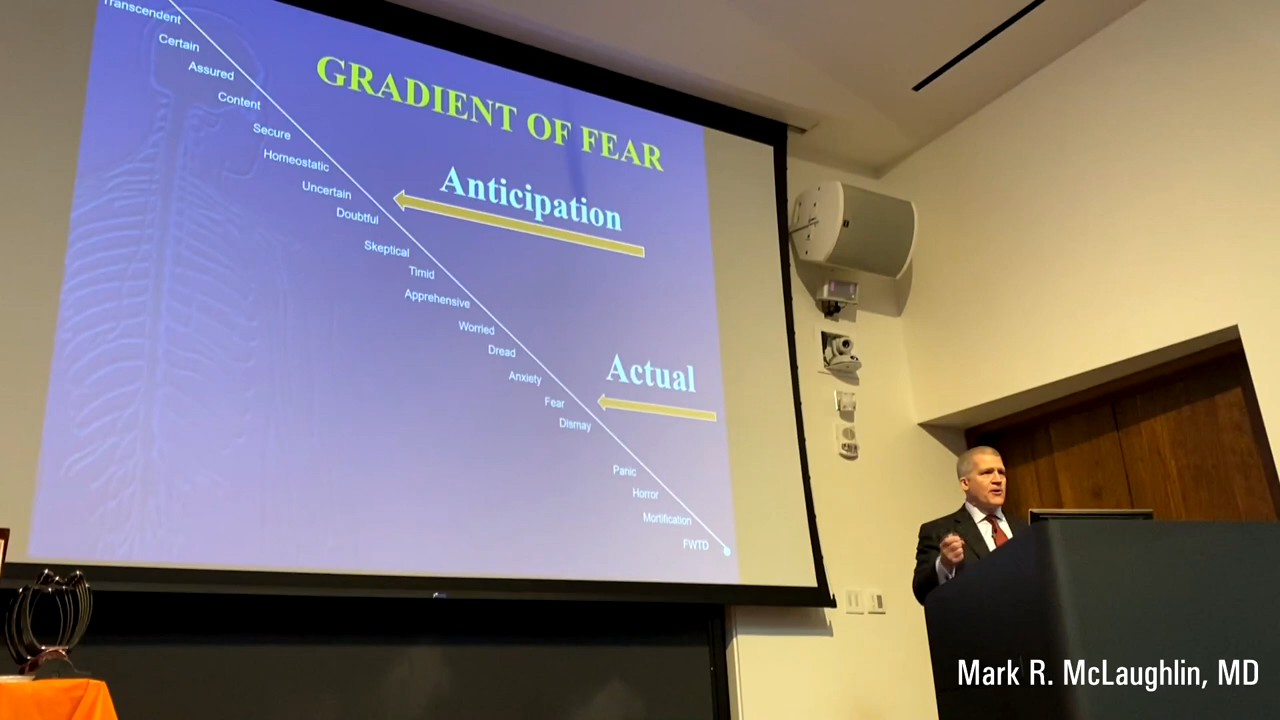 Transcendent
Certain
Assured
Content
Secure
Homeostatic
Uncertain
Doubtful
Skeptical
Timid
Apprehensive
Worried
Dread
Anxiety
Fear
Dismay
Panic
Horror
Mortification
FWTD
GRADIENT OF FEAR
Anticipation
Actual
Mark R. McLaughlin, MD